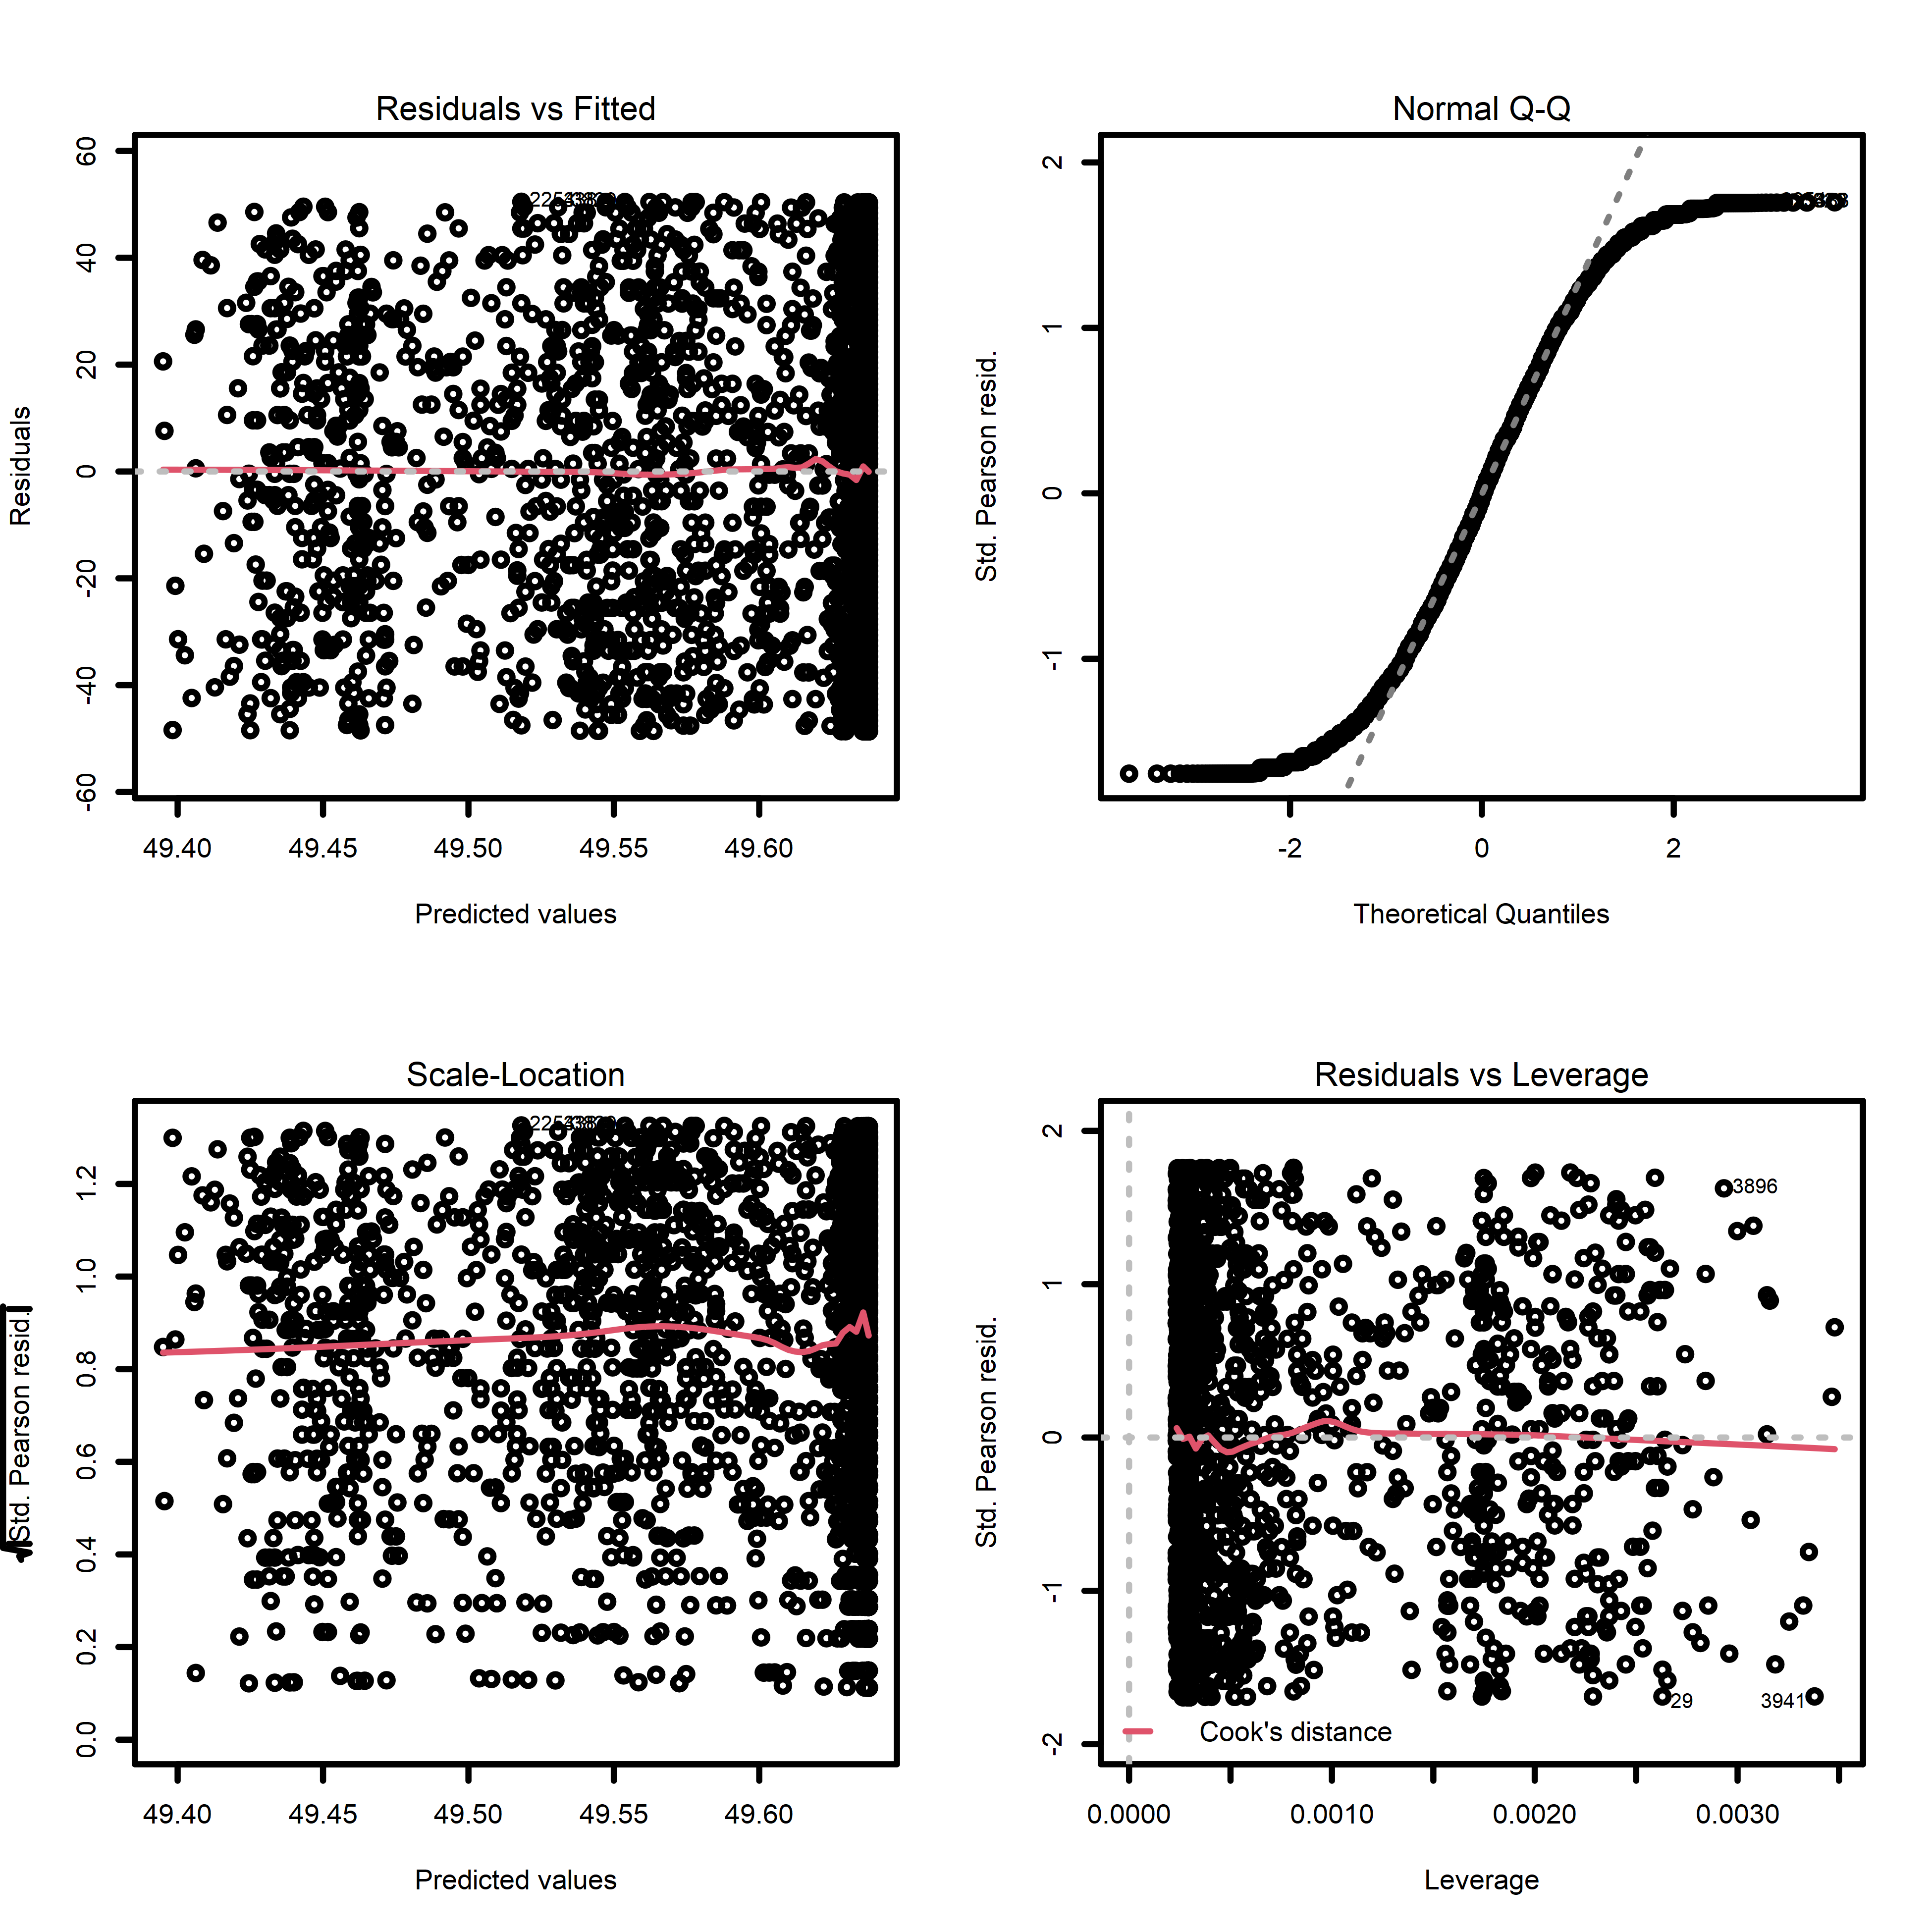 Residuals vs Fitted
60
40
20
0
-20
-40
-60
Residuals
49.40 49.45 49.50 49.55 49.60
Predicted values
Normal Q-Q
2
1
0
-1
Std. Pearson resid.
-2 0 2
Theoretical Quantiles
Scale-Location
1.2
1.0
0.8
0.6
0.4
0.2
0.0
√|Std. Pearson resid.|
49.40 49.45 49.50 49.55 49.60
Predicted values
Residuals vs Leverage
2
1
0
-1
-2
Std. Pearson resid.
3896
29
3941
Cook's distance
0.0000 0.0010 0.0020 0.0030
Leverage